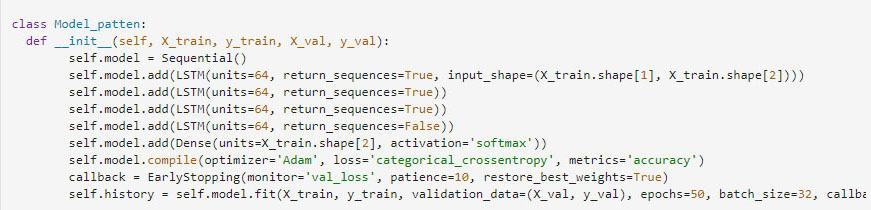 class Model_patten:
def __init__(self, X_train, y_train, X_val, y_val):
self.model = Sequential()
self.model.add(LSTM(units=64, return_sequences=True, input_shape=(X_train.shape[1], X_train.shape[2])))
self.model.add(LSTM(units=64, return_sequences=True))
self.model.add(LSTM(units=64, return_sequences=True))
self.model.add(LSTM(units=64, return_sequences=False))
self.model.add(Dense(units=X_train.shape[2], activation='softmax'))
self.model.compile(optimizer='Adam', loss='categorical_crossentropy', metrics='accuracy')
callback = EarlyStopping(monitor='val_loss', patience=10, restore_best_weights=True)
self.history = self.model.fit(X_train, y_train, validation_data=(X_val, y_val), epochs=50, batch_size=32, callba